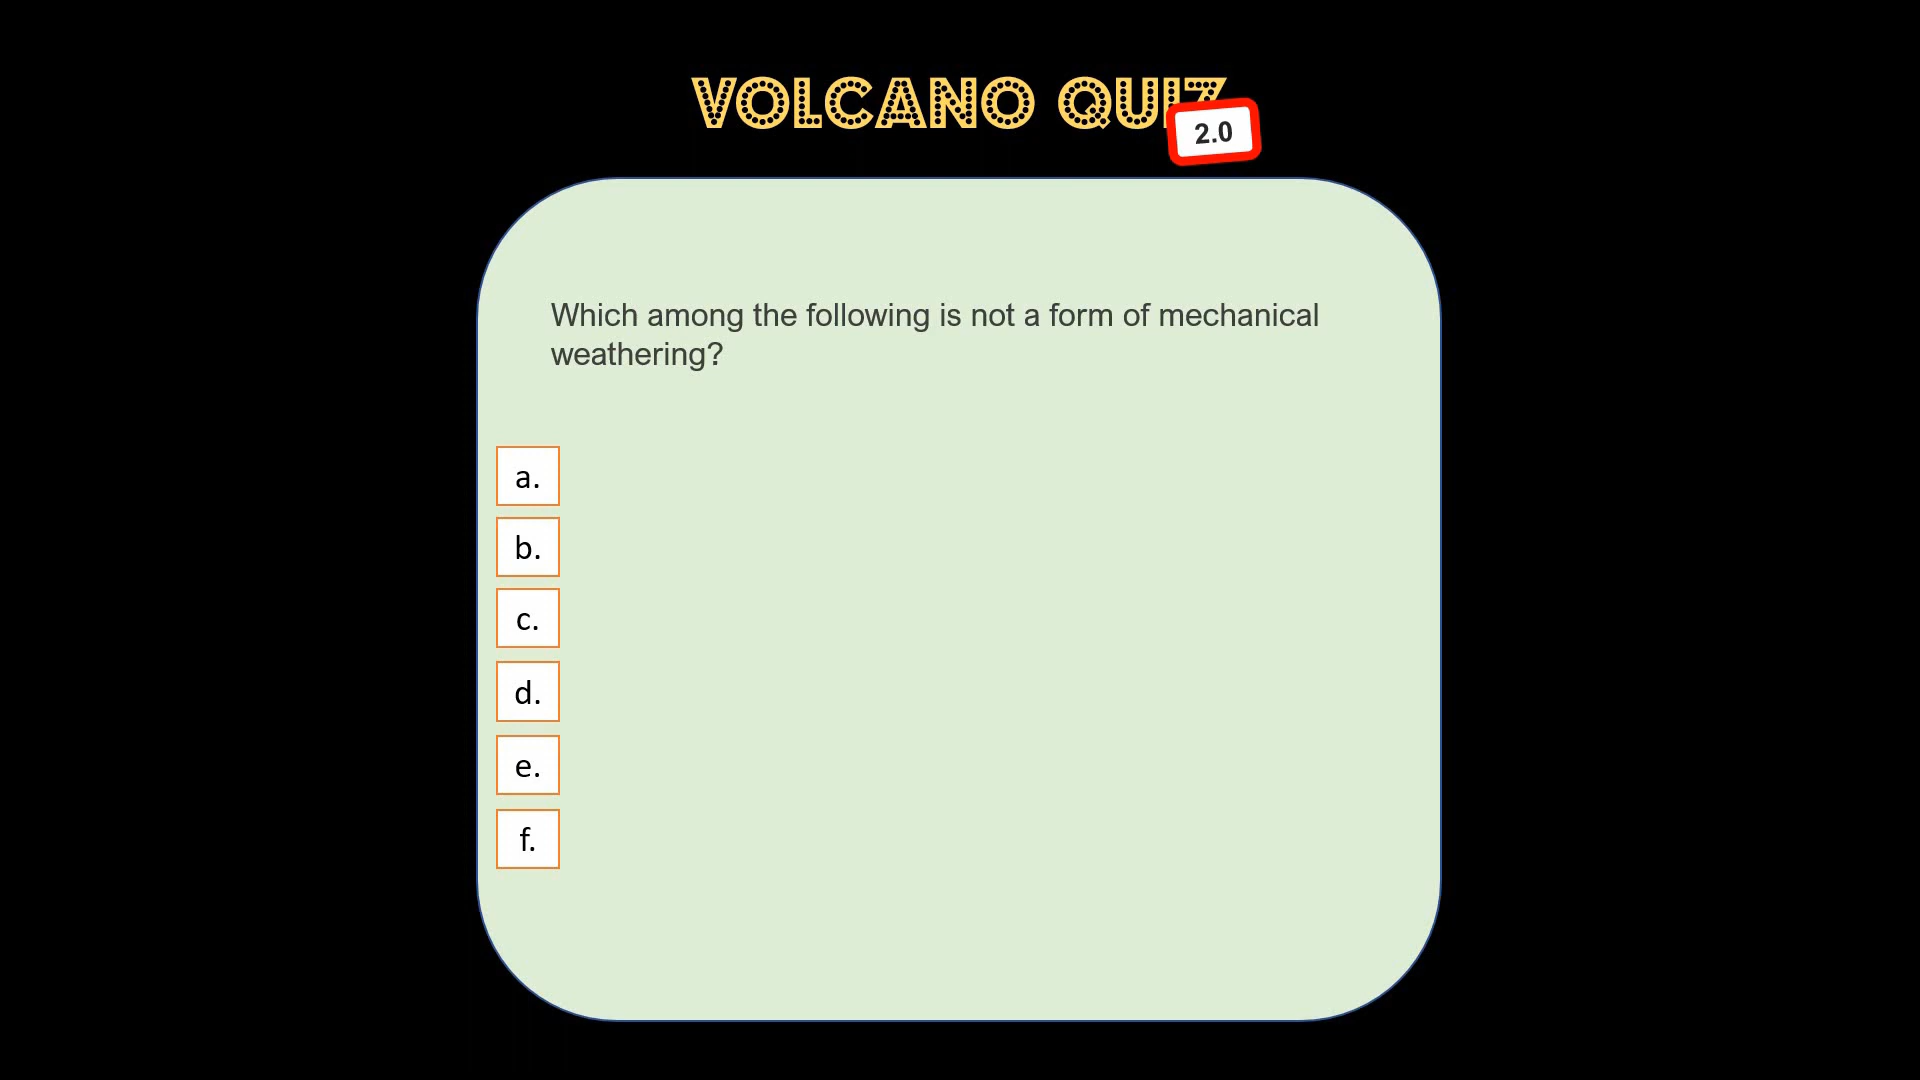 VOLCANO QUIZ
2.0
Which among the following is not a form of mechanical
weathering?
a.
b.
c.
d.
e.
f.